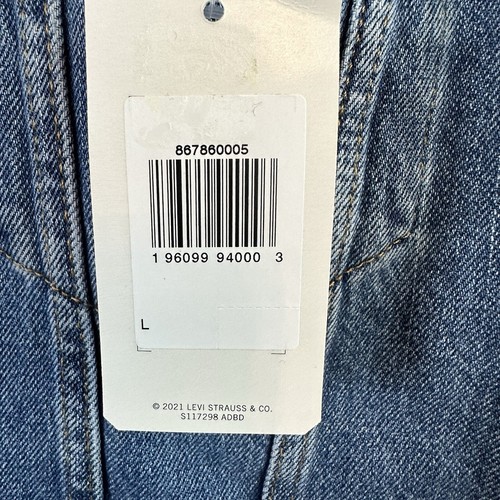 867860005
1 96099 94000 3
L
© 2021 LEVI STRAUSS & CO.
S117298 ADBD